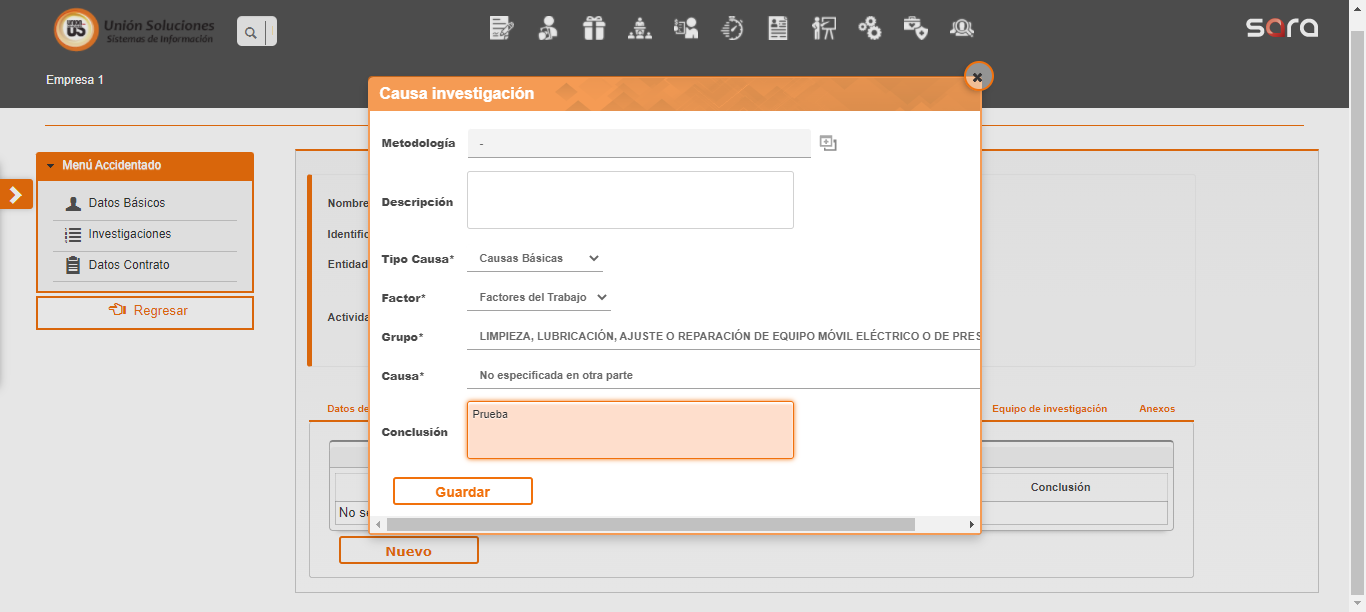 Unión Soluciones
Sistemas de Información
UNION
US
sara
Empresa 1
Causa investigación
Metodología -
Menú Accidentado
Datos Básicos
Investigaciones
Datos Contrato
Regresar
Nombre
Identific
Entidad
Activida
Descripción
Tipo Causa* Causas Básicas
Factor* Factores del Trabajo
Grupo* LIMPIEZA, LUBRICACIÓN, AJUSTE O REPARACIÓN DE EQUIPO MÓVIL ELÉCTRICO O DE PRES
Causa* No especificada en otra parte
Conclusión Prueba
Guardar
Datos de
Equipo de investigación Anexos
Conclusión
No se
Nuevo